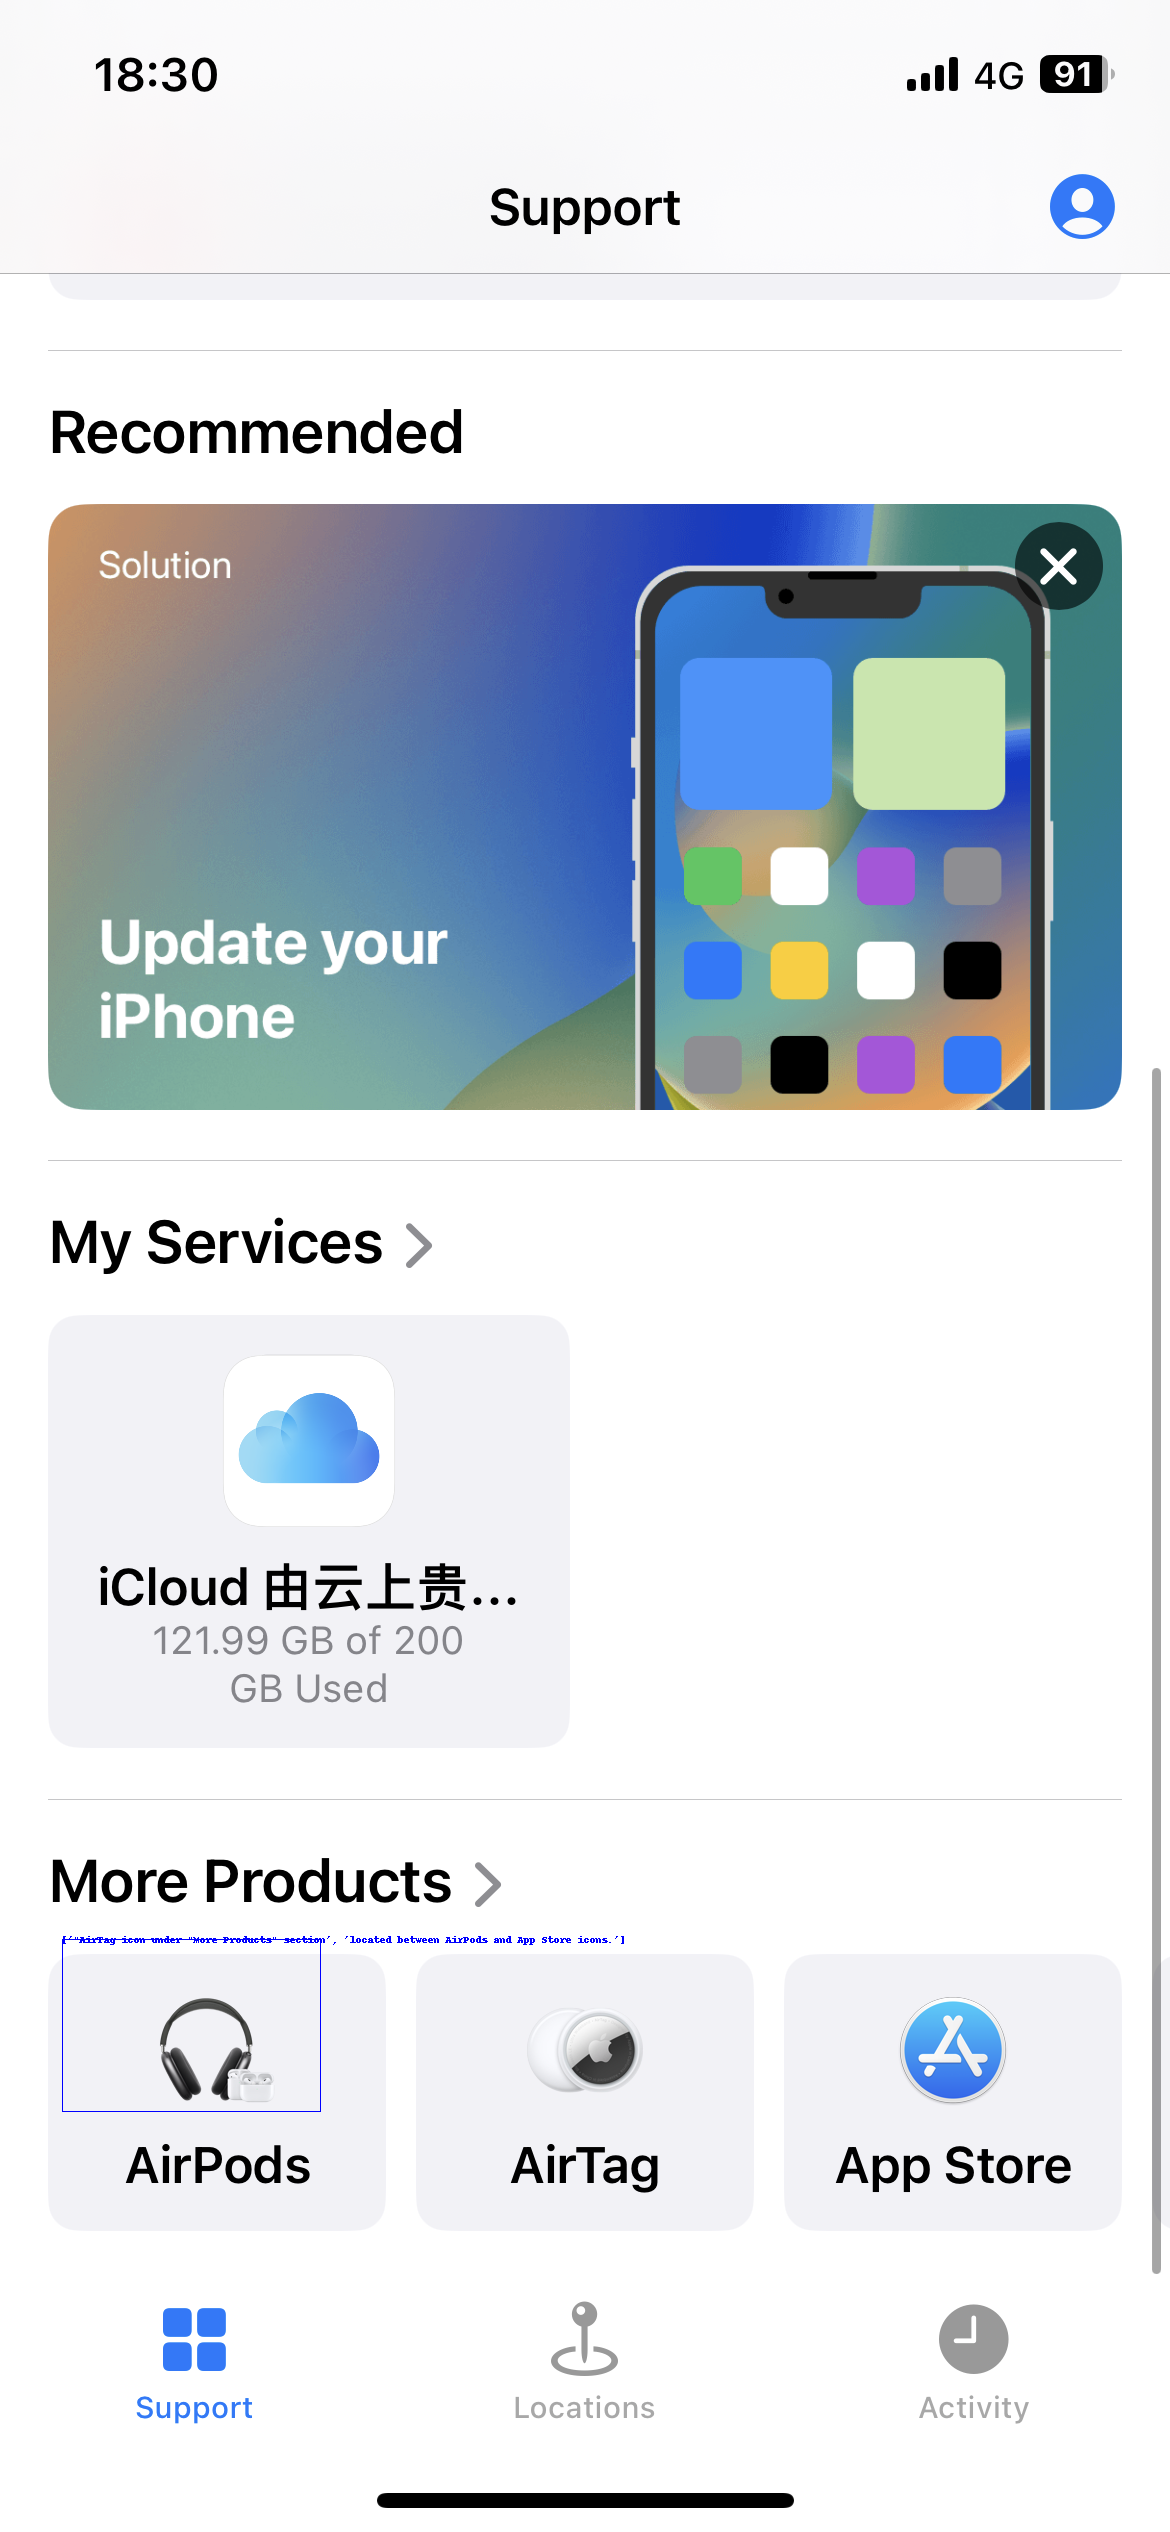 18:30
4G 91
Support
Recommended
Solution
Update your
iPhone
My Services
iCloud 由云上贵...
121.99 GB of 200
GB Used
More Products
['"AirTag icon under "More Products" section', 'located between AirPods and App Store icons.']
AirPods
AirTag
App Store
Support
Locations
Activity